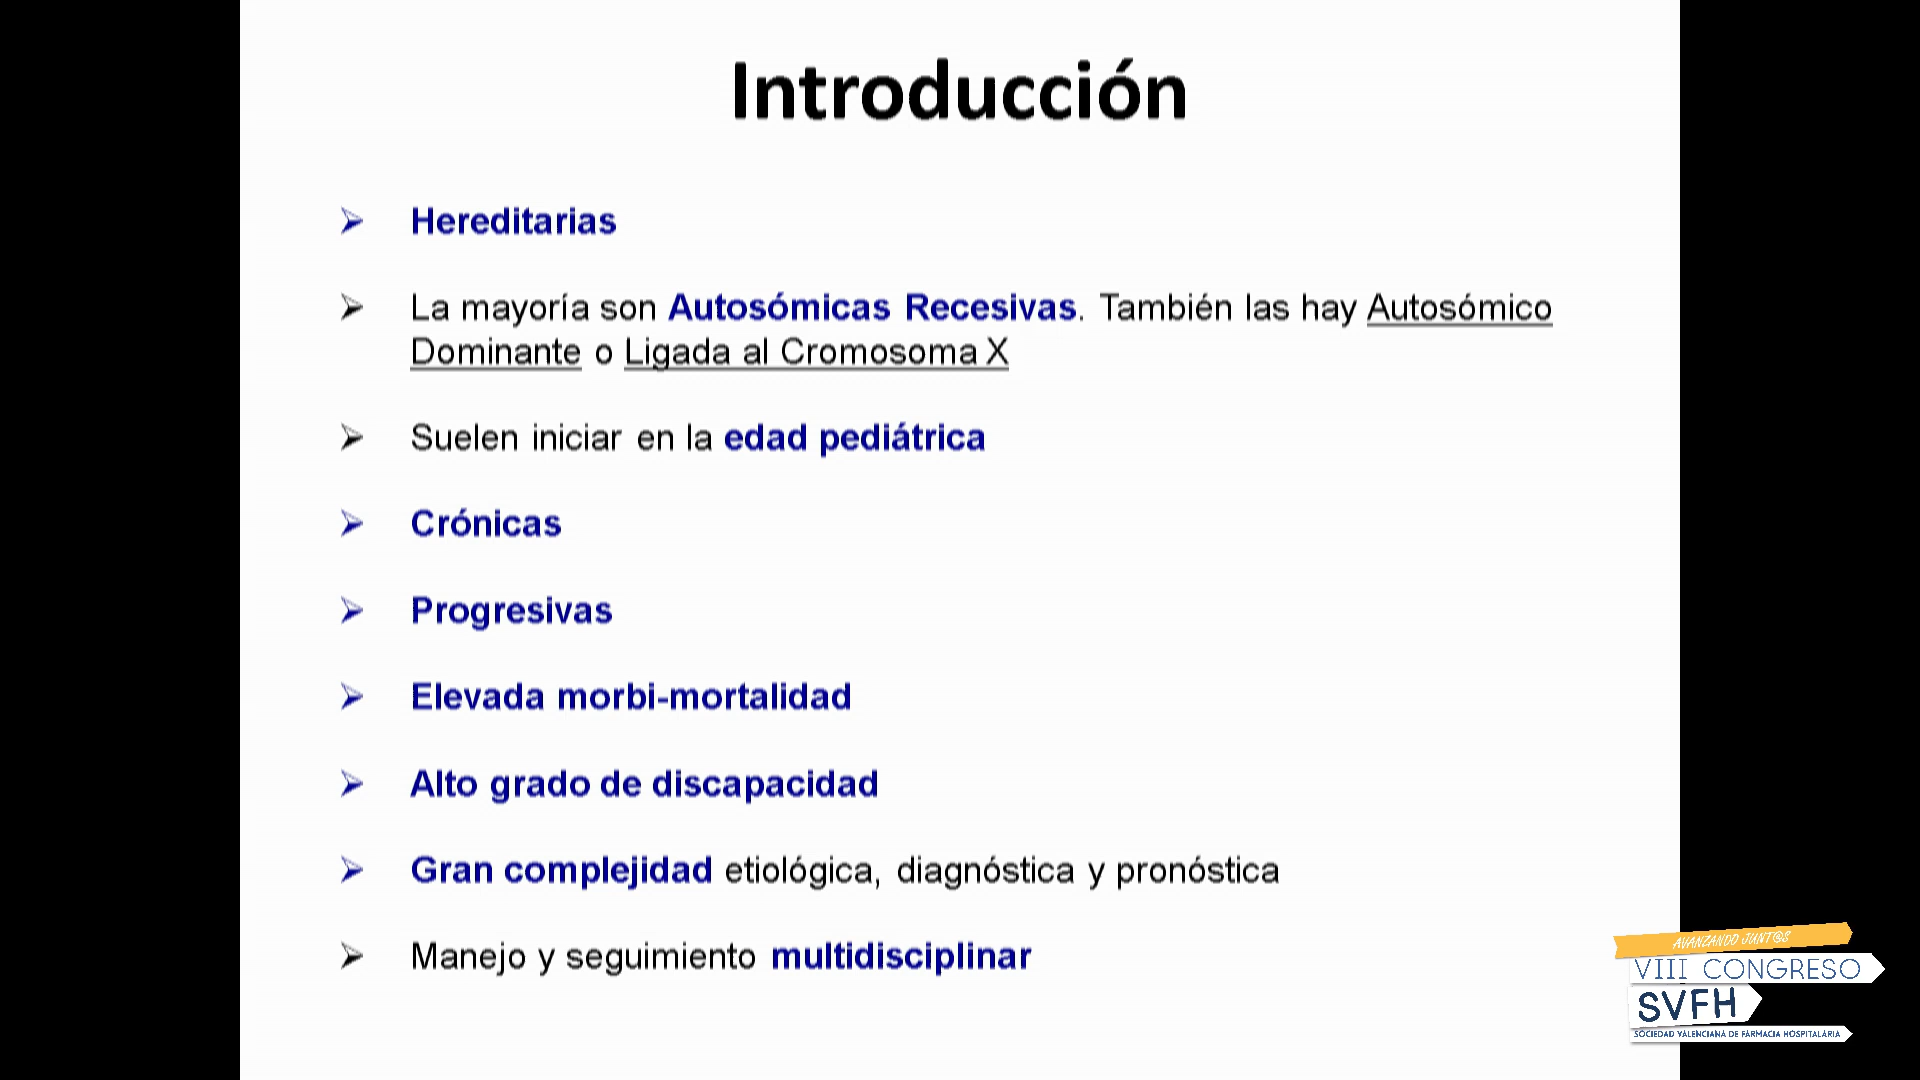 Introducción
Hereditarias
La mayoría son Autosómicas Recesivas. También las hay Autosómico
Dominante o Ligada al Cromosoma X
Suelen iniciar en la edad pediátrica
Crónicas
Progresivas
Elevada morbi-mortalidad
Alto grado de discapacidad
Gran complejidad etiológica, diagnóstica y pronóstica
Manejo y seguimiento multidisciplinar
AVANZANDO JUNT@S
VIII CONGRESO
SVFH
SOCIEDAD VALENCIANA DE FARMACIA HOSPITALARIA